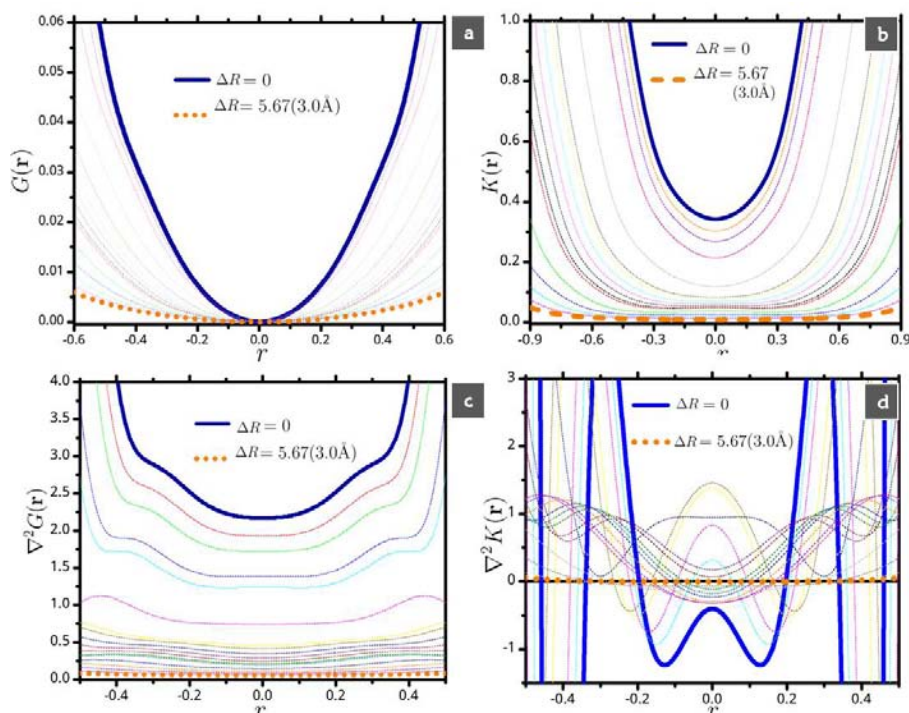 a
0.06
0.05
0.04
0.03
0.02
0.01
0.00
G(r)
ΔR = 0
ΔR = 5.67(3.0Å)
-0.6 -0.4 -0.2 0.0 0.2 0.4 0.6
r
b
1.0
0.8
0.6
0.4
0.2
0.0
K(r)
ΔR = 0
ΔR = 5.67
(3.0Å)
-0.9 -0.6 -0.3 0.0 0.3 0.6 0.9
r
c
4.0
3.5
3.0
2.5
2.0
1.5
1.0
0.5
0.0
∇²G(r)
ΔR = 0
ΔR = 5.67(3.0Å)
-0.4 -0.2 0.0 0.2 0.4
r
d
3
2
1
0
-1
∇²K(r)
ΔR = 0
ΔR = 5.67(3.0Å)
-0.4 -0.2 0.0 0.2 0.4
r